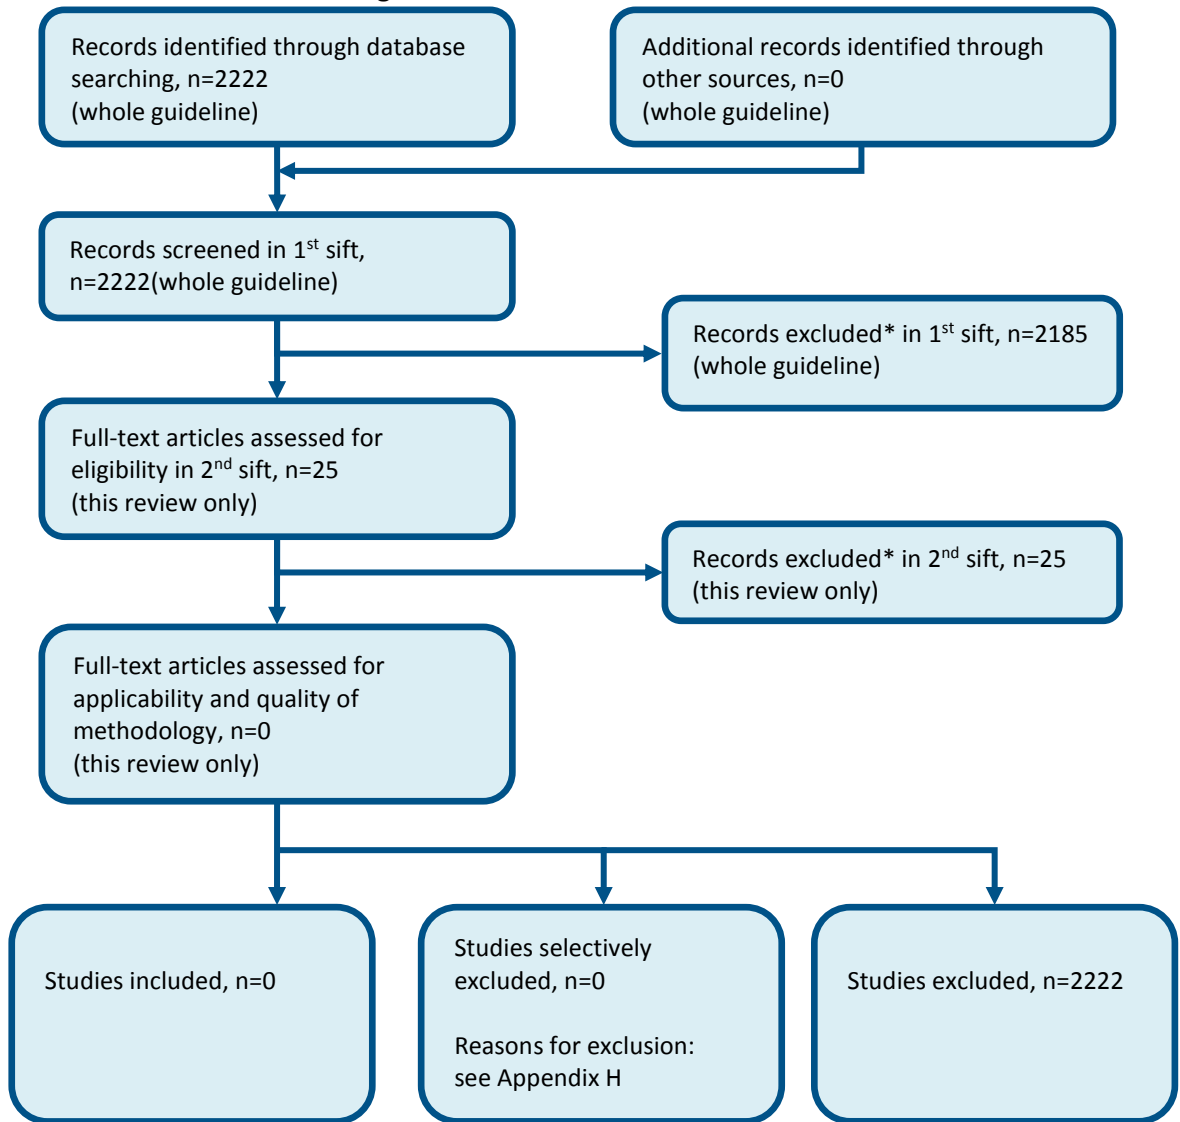 Records identified through database
searching, n=2222
(whole guideline)
Additional records identified through
other sources, n=0
(whole guideline)
Records screened in 1st sift,
n=2222(whole guideline)
Records excluded* in 1st sift, n=2185
(whole guideline)
Full-text articles assessed for
eligibility in 2nd sift, n=25
(this review only)
Records excluded* in 2nd sift, n=25
(this review only)
Full-text articles assessed for
applicability and quality of
methodology, n=0
(this review only)
Studies included, n=0
Studies selectively
excluded, n=0
Reasons for exclusion:
see Appendix H
Studies excluded, n=2222